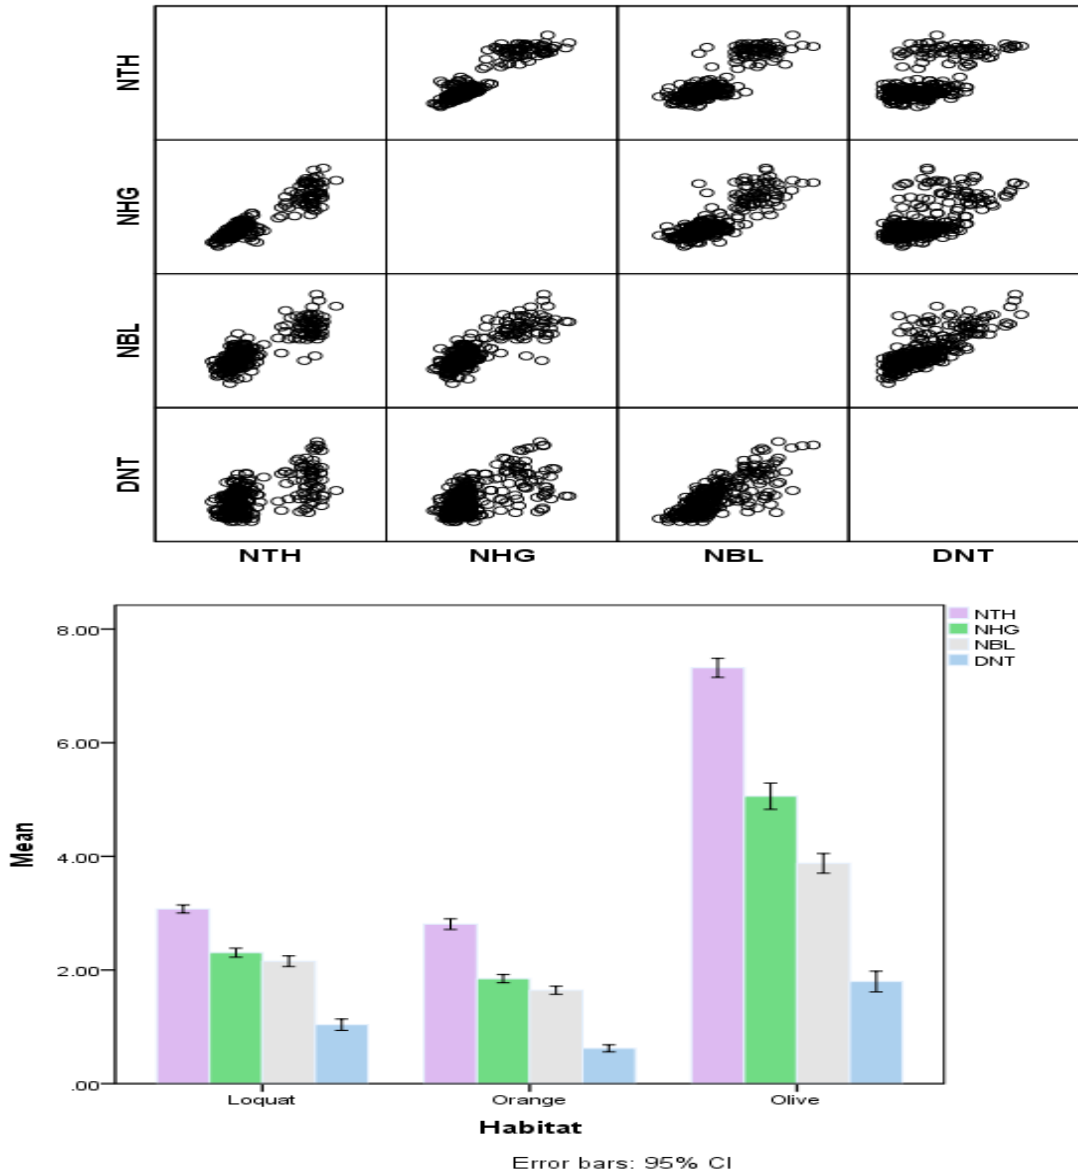 NTH
NHG
NBL
DNT
NTH NHG NBL DNT
NTH
NHG
NBL
DNT
8.00
6.00
4.00
2.00
.00
Mean
Loquat Orange Olive
Habitat
Error bars: 95% CI